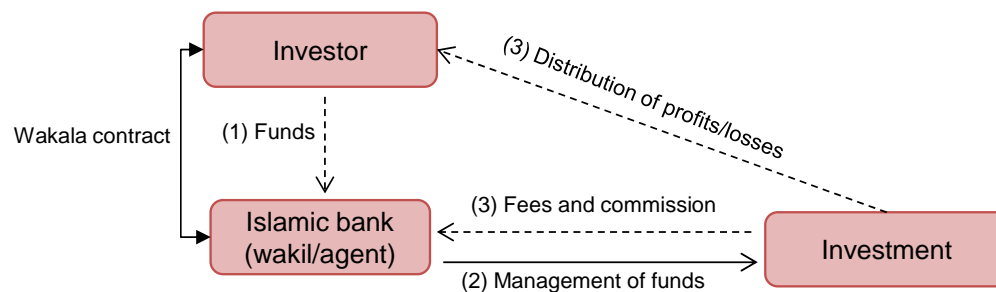 Investor
(3) Distribution of profits/losses
Wakala contract
(1) Funds
Islamic bank
(wakil/agent)
(3) Fees and commission
(2) Management of funds
Investment